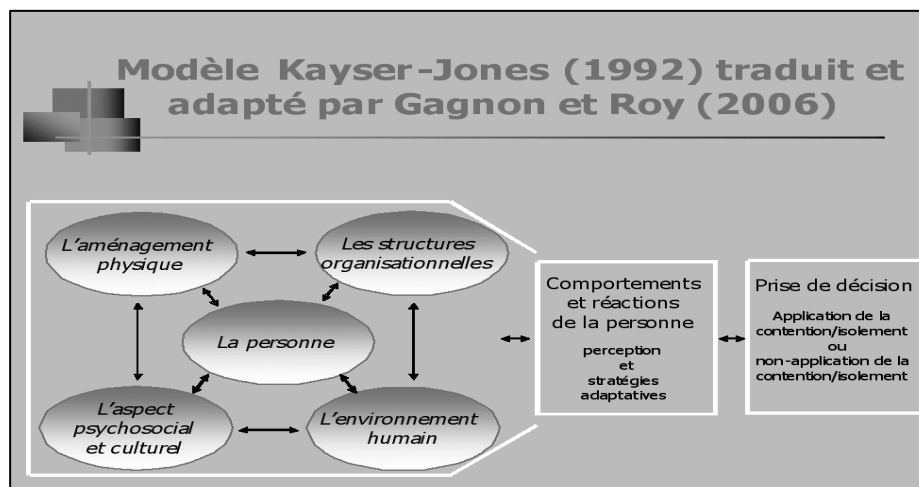 Modèle Kayser-Jones (1992) traduit et
adapté par Gagnon et Roy (2006)
L'aménagement
physique
Les structures
organisationnelles
La personne
L'aspect
psychosocial
et culturel
L'environnement
humain
Comportements
et réactions
de la personne
perception
et
stratégies
adaptatives
Prise de décision
Application de la
contention/isolement
ou
non-application de la
contention/isolement